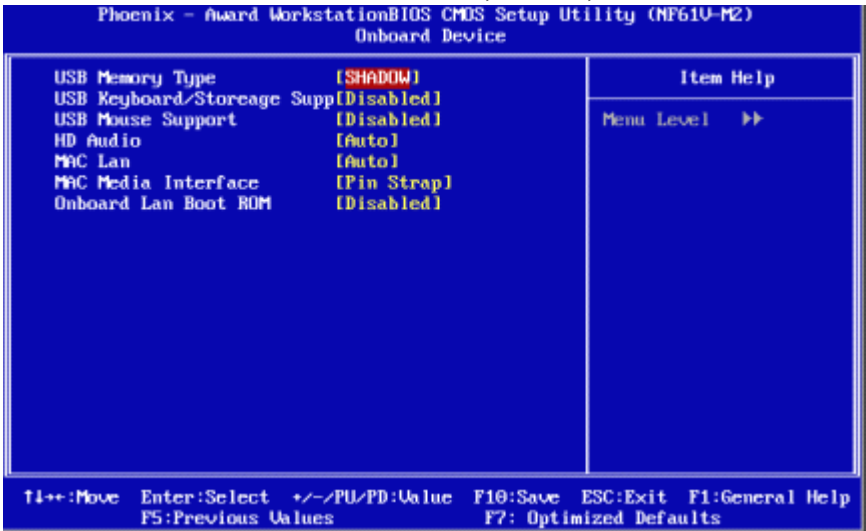 Phoenix - Award WorkstationBIOS CMOS Setup Utility (NF61V-M2)
Onboard Device
USB Memory Type [SHADOW]
USB Keyboard/Storeage Supp[Disabled]
USB Mouse Support [Disabled]
HD Audio [Auto]
MAC Lan [Auto]
MAC Media Interface [Pin Strap]
Onboard Lan Boot ROM [Disabled]
Item Help
Menu Level ▶▶
↑↓→←:Move Enter:Select +/-/PU/PD:Value F10:Save ESC:Exit F1:General Help
F5:Previous Values F7: Optimized Defaults